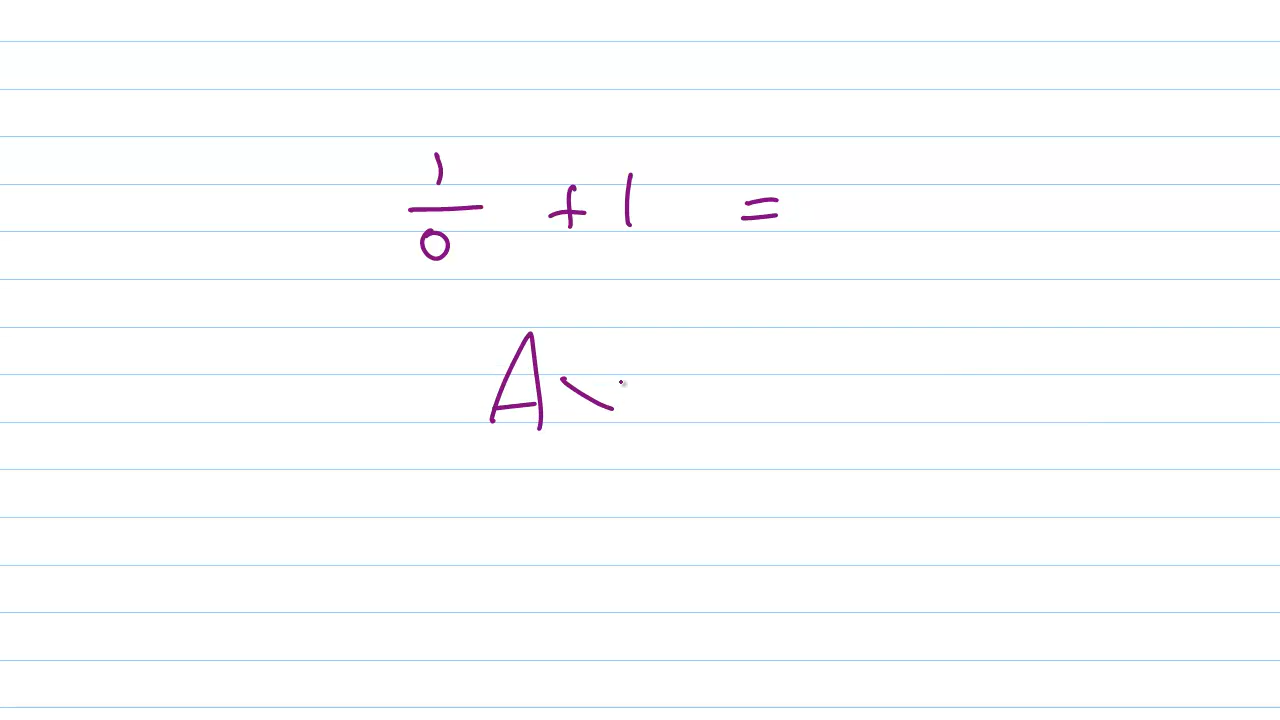 1/0 + 1 =
A